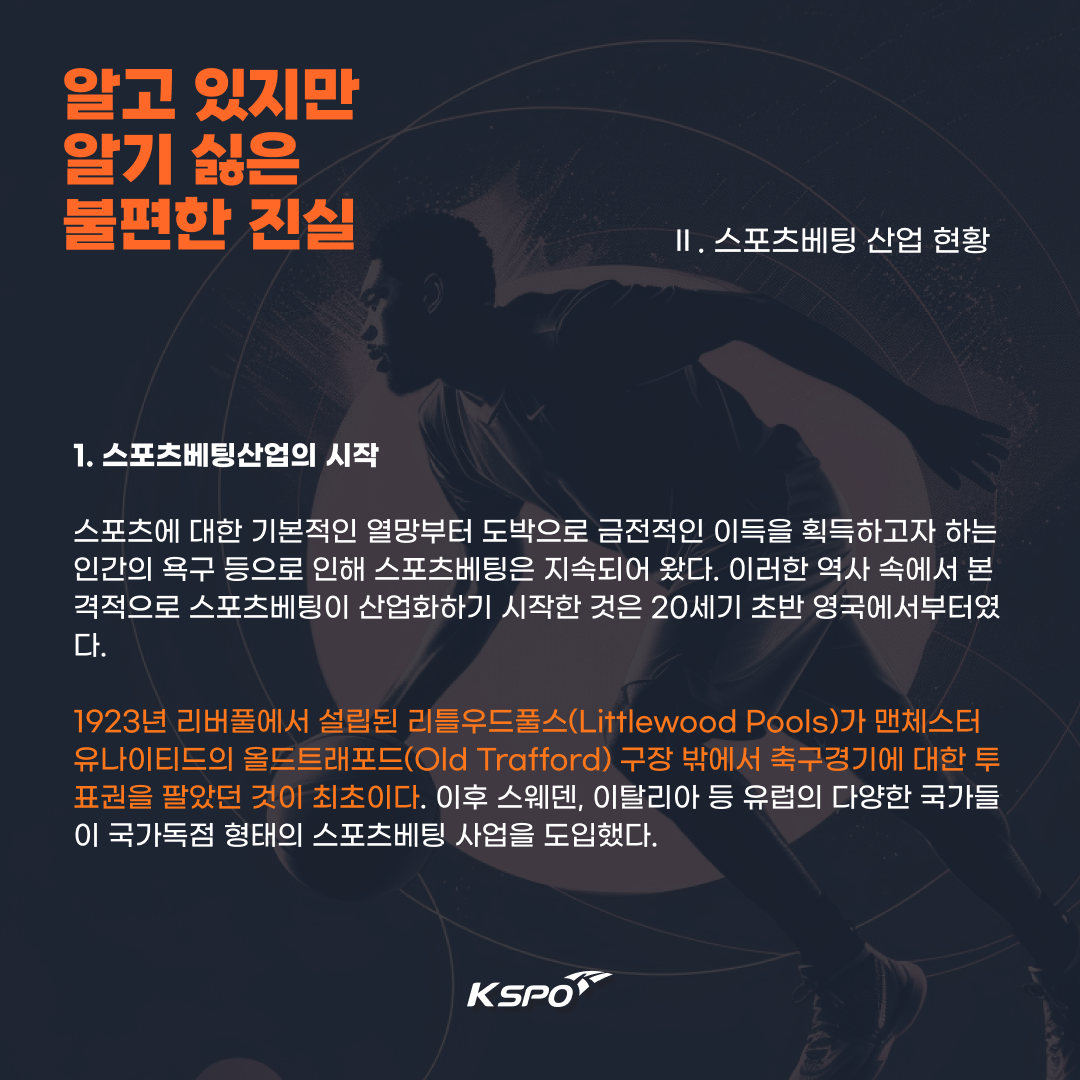 알고 있지만
알기 싫은
불편한 진실
Ⅱ. 스포츠베팅 산업 현황
1. 스포츠베팅산업의 시작
스포츠에 대한 기본적인 열망부터 도박으로 금전적인 이득을 획득하고자 하는
인간의 욕구 등으로 인해 스포츠베팅은 지속되어 왔다. 이러한 역사 속에서 본
격적으로 스포츠베팅이 산업화하기 시작한 것은 20세기 초반 영국에서부터였
다.
1923년 리버풀에서 설립된 리틀우드풀스(Littlewood Pools)가 맨체스터
유나이티드의 올드트래포드(Old Trafford) 구장 밖에서 축구경기에 대한 투
표권을 팔았던 것이 최초이다. 이후 스웨덴, 이탈리아 등 유럽의 다양한 국가들
이 국가독점 형태의 스포츠베팅 사업을 도입했다.
KSPO